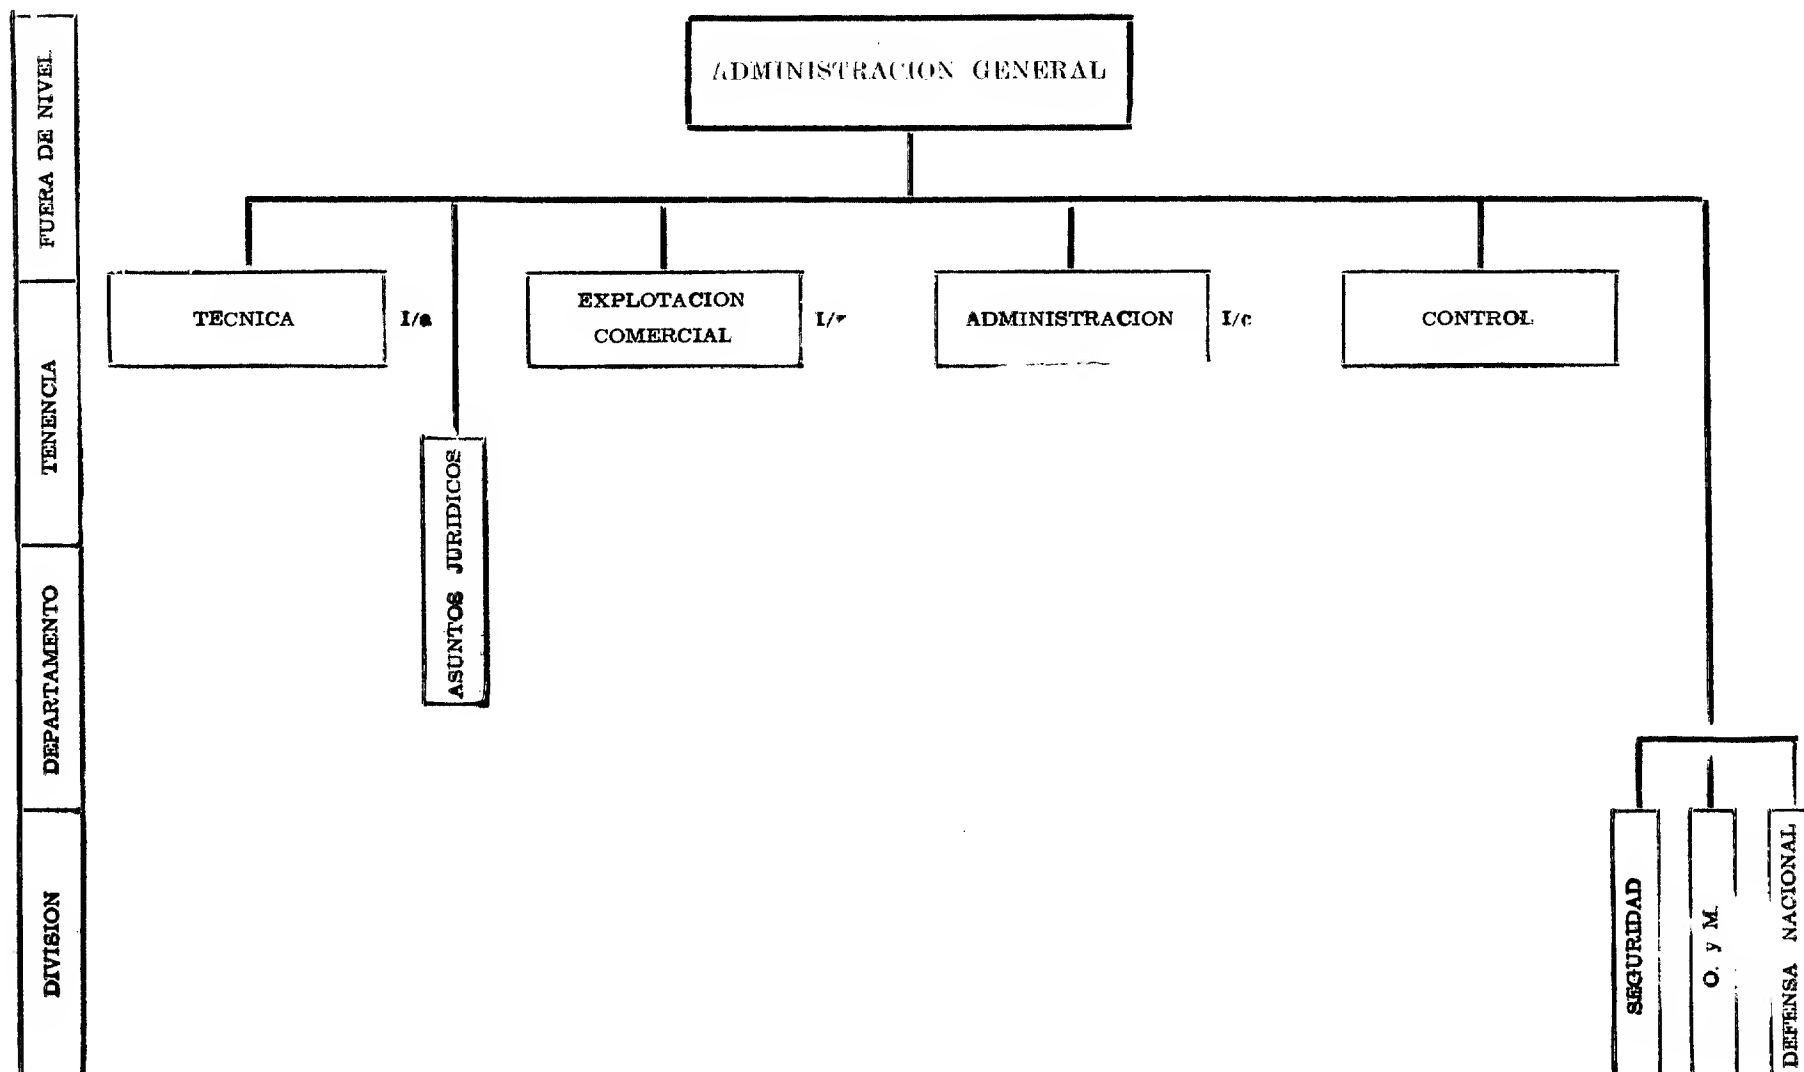 ADMINISTRACION GENERAL
FUERA DE NIVEL
TENENCIA
DEPARTAMENTO
DIVISION
TECNICA
I/a
EXPLOTACION
COMERCIAL
ADMINISTRACION
I/c
CONTROL
ASUNTOS JURIDICOS
SEGURIDAD
O. y M.
DEFENSA NACIONAL